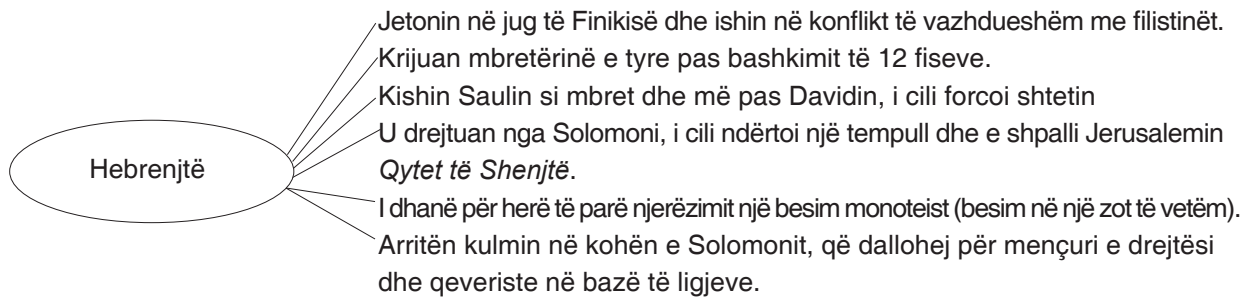 Jetonin në jug të Finikisë dhe ishin në konflikt të vazhdueshëm me filistinët.
Krijuan mbretërinë e tyre pas bashkimit të 12 fiseve.
Kishin Saulin si mbret dhe më pas Davidin, i cili forcoi shtetin
U drejtuan nga Solomoni, i cili ndërtoi një tempull dhe e shpalli Jerusalemin
Hebrenjtë
Qytet të Shenjtë.
I dhanë për herë të parë njerëzimit një besim monoteist (besim në një zot të vetëm).
Arritën kulmin në kohën e Solomonit, që dallohej për mençuri e drejtësi
dhe qeveriste në bazë të ligjeve.